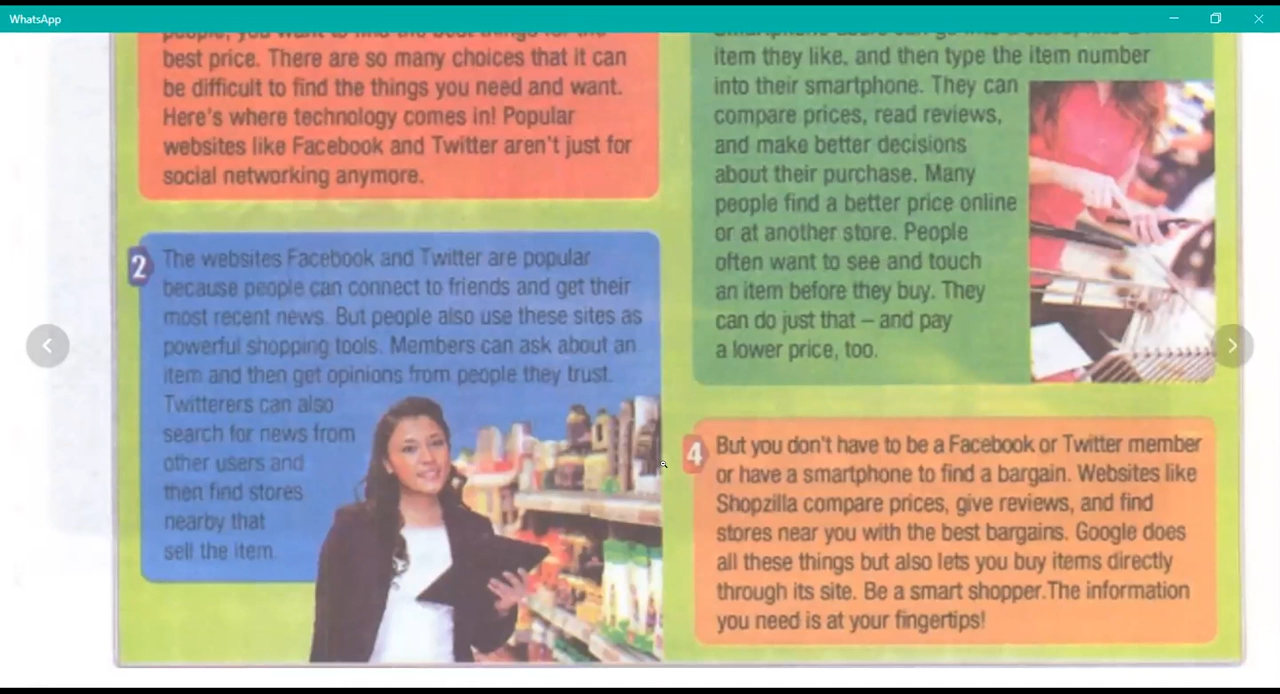 WhatsApp
people, you want to find the best things for the
best price. There are so many choices that it can
be difficult to find the things you need and want.
Here's where technology comes in! Popular
websites like Facebook and Twitter aren't just for
social networking anymore.
2
The websites Facebook and Twitter are popular
because people can connect to friends and get their
most recent news. But people also use these sites as
powerful shopping tools. Members can ask about an
item and then get opinions from people they trust.
Twitterers can also
search for news from
other users and
then find stores
nearby that
sell the item.
item they like, and then type the item number
into their smartphone. They can
compare prices, read reviews,
and make better decisions
about their purchase. Many
people find a better price online
or at another store. People
often want to see and touch
an item before they buy. They
can do just that – and pay
a lower price, too.
4
But you don't have to be a Facebook or Twitter member
or have a smartphone to find a bargain. Websites like
Shopzilla compare prices, give reviews, and find
stores near you with the best bargains. Google does
all these things but also lets you buy items directly
through its site. Be a smart shopper.The information
you need is at your fingertips!